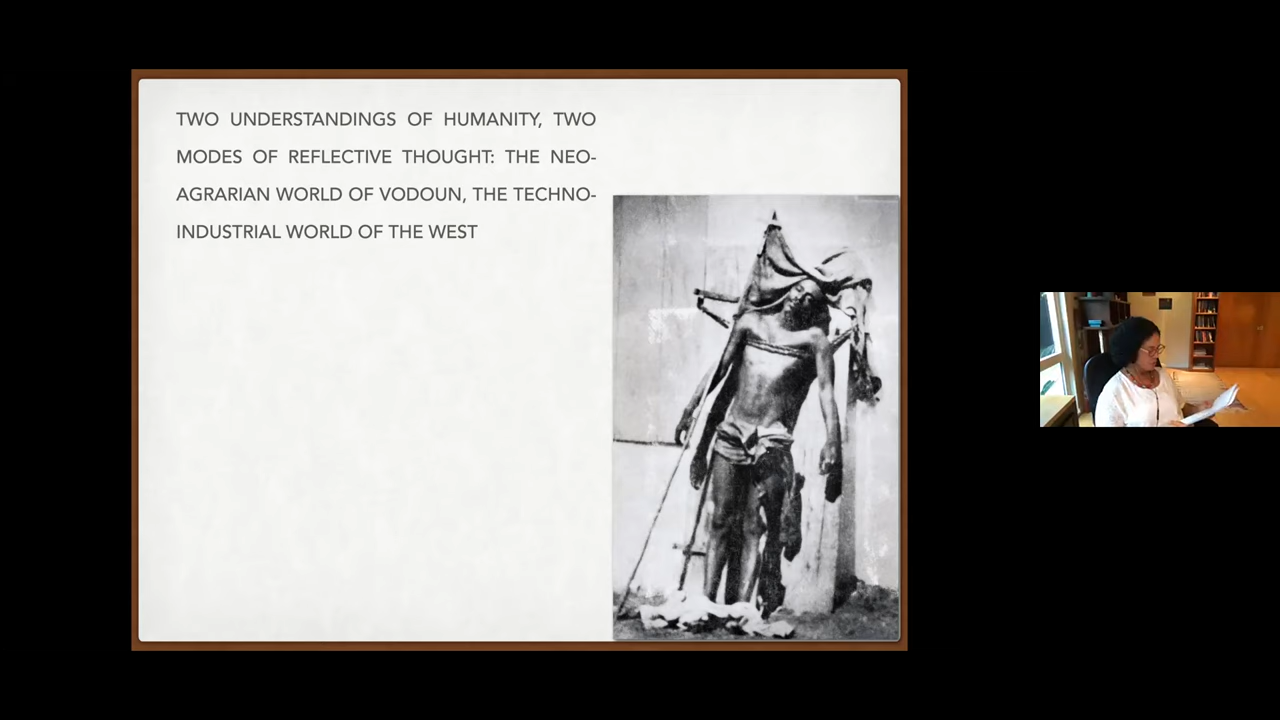 TWO UNDERSTANDINGS OF HUMANITY, TWO
MODES OF REFLECTIVE THOUGHT: THE NEO-
AGRARIAN WORLD OF VODOUN, THE TECHNO-
INDUSTRIAL WORLD OF THE WEST